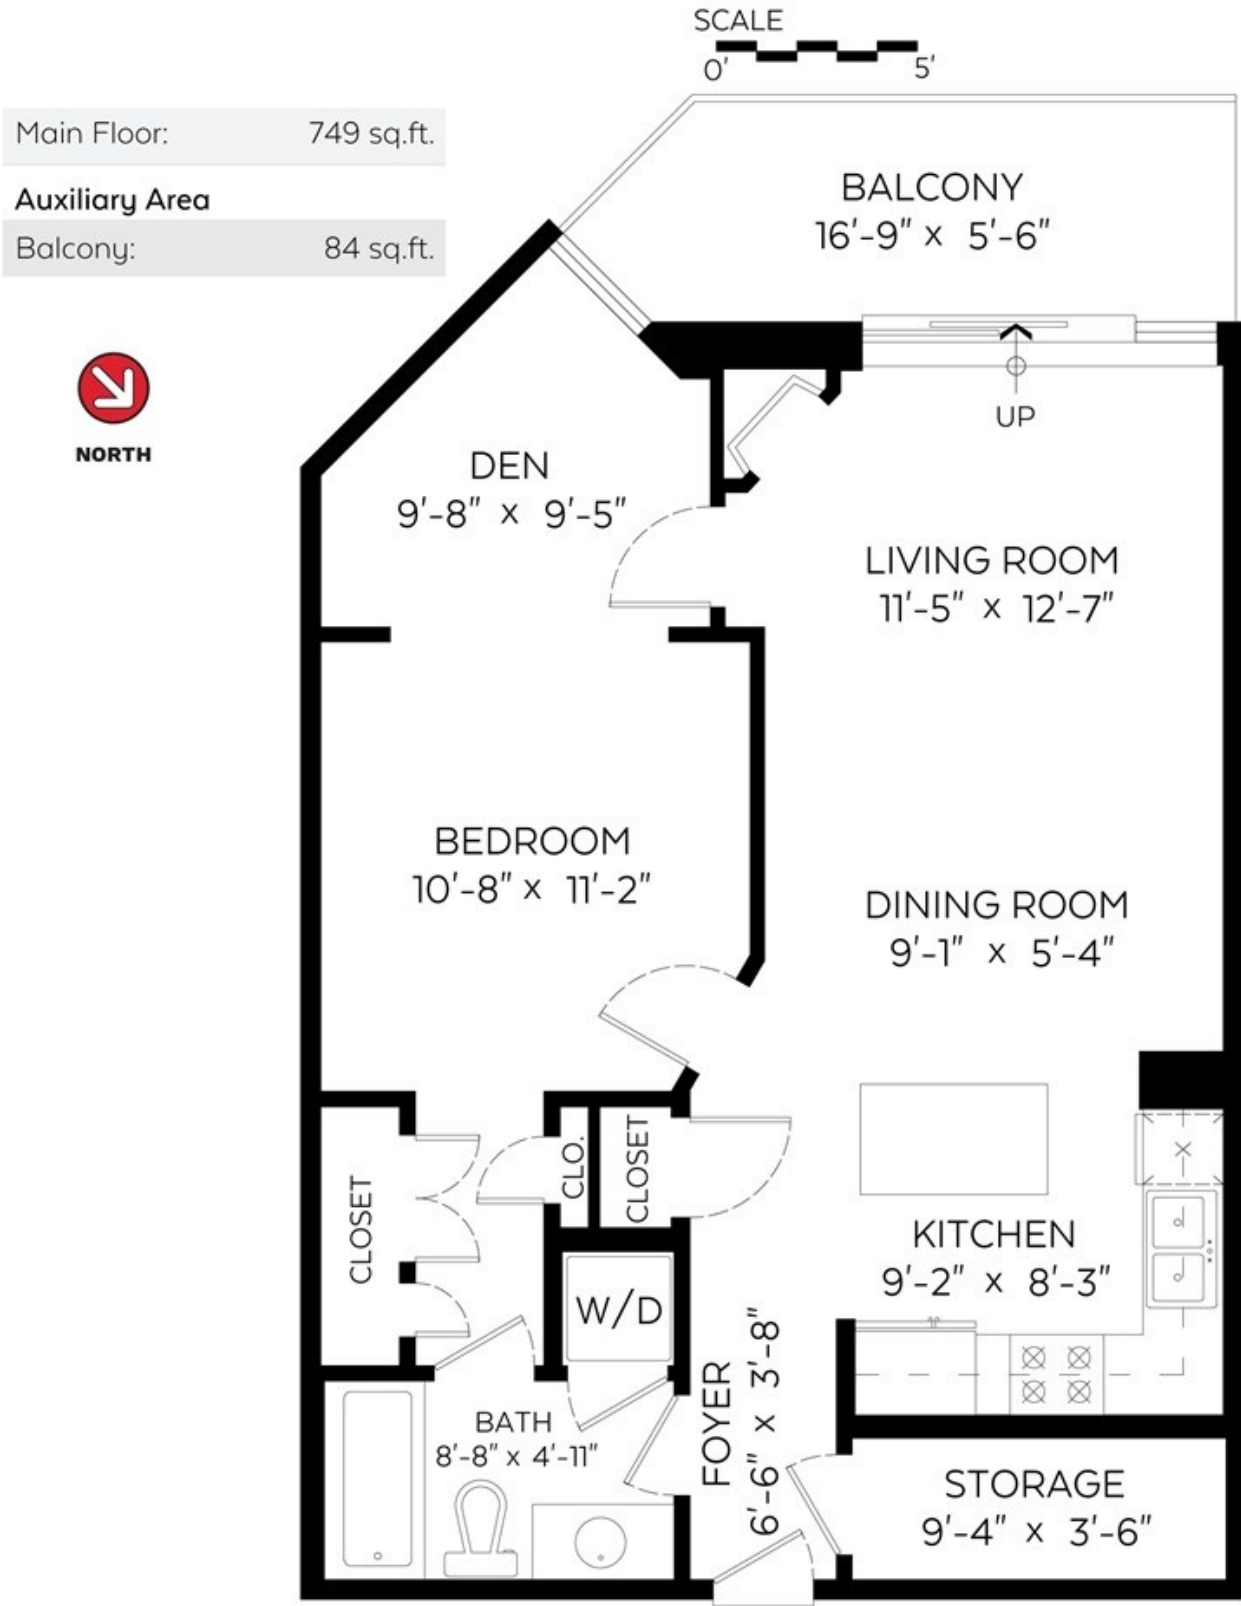 SCALE
0' 5'
Main Floor: 749 sq.ft.
Auxiliary Area
Balcony: 84 sq.ft.
NORTH
BALCONY
16'-9" x 5'-6"
UP
DEN
9'-8" x 9'-5"
LIVING ROOM
11'-5" x 12'-7"
BEDROOM
10'-8" x 11'-2"
DINING ROOM
9'-1" x 5'-4"
CLOSET
CLO.
CLOSET
X
KITCHEN
9'-2" x 8'-3"
W/D
FOYER
6'-6" x 3'-8"
BATH
8'-8" x 4'-11"
STORAGE
9'-4" x 3'-6"